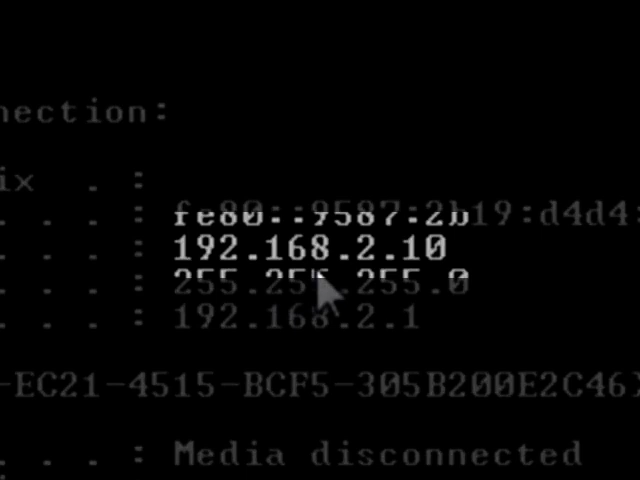 nection:
ix . :
. . . : fe80::9587:2b19:d4d4:
. . . : 192.168.2.10
. . . : 255.255.255.0
. . . : 192.168.2.1
-EC21-4515-BCF5-305B200E2C46}
. . . : Media disconnected